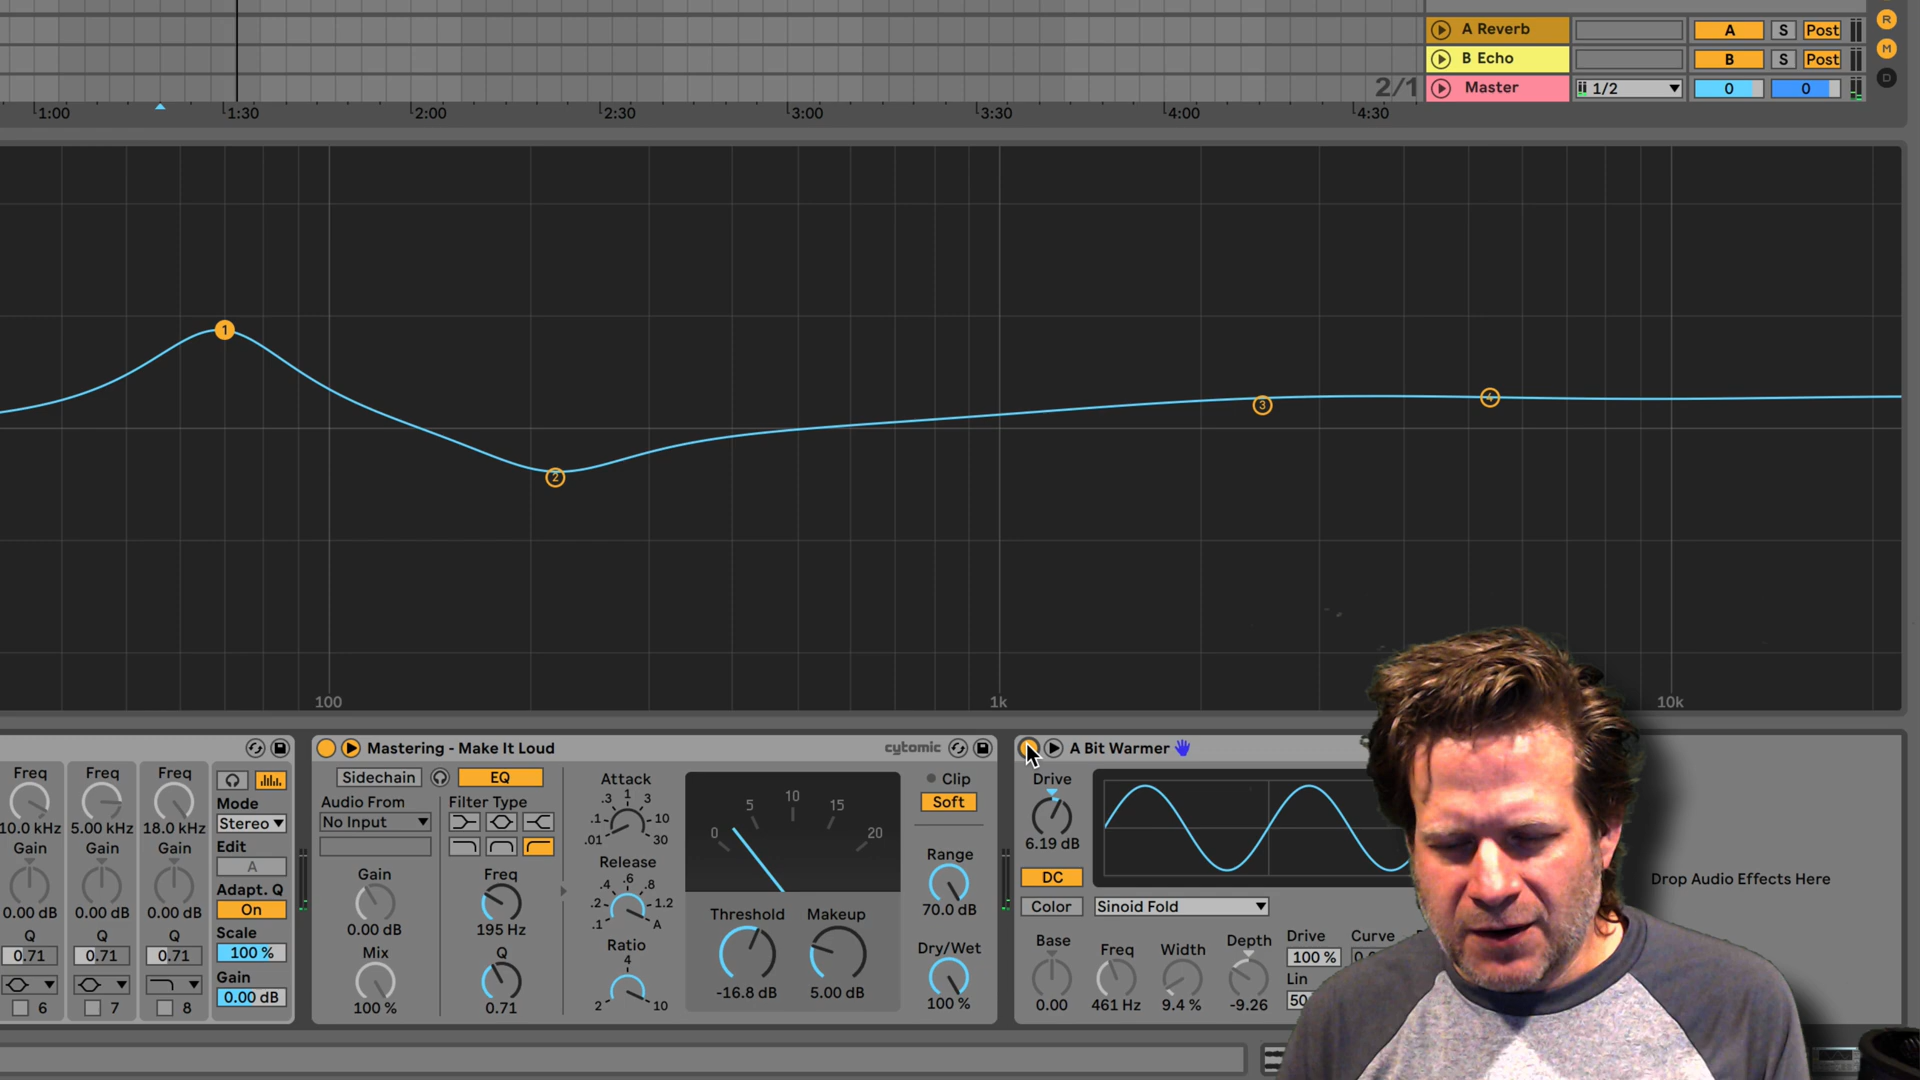 A Reverb
A S Post
R
B Echo
B S Post
M
2/1
Master
1/2
0 0
D
1:00 1:30 2:00 2:30 3:00 3:30 4:00 4:30
1
2
3
4
100 1k 10k
Freq Freq Freq
10.0 kHz 5.00 kHz 18.0 kHz
Gain Gain Gain
0.00 dB 0.00 dB 0.00 dB
Q Q Q
0.71 0.71 0.71
6 7 8
Mode
Stereo
Edit
A
Adapt. Q
On
Scale
100 %
Gain
0.00 dB
Mastering - Make It Loud
cytomic
Sidechain
EQ
Audio From
No Input
Filter Type
Gain
0.00 dB
Mix
100 %
Freq
195 Hz
Q
0.71
Attack
.3 1 3
.1 10
.01 30
Release
.4 .6 .8
.2 1.2
.1 A
Ratio
4
2 10
0 5 10 15 20
Threshold
-16.8 dB
Makeup
5.00 dB
Clip
Soft
Range
70.0 dB
Dry/Wet
100 %
A Bit Warmer
Drive
6.19 dB
DC
Color
Sinoid Fold
Base
0.00
Freq
461 Hz
Width
9.4 %
Depth
-9.26
Drive
100 %
Curve
Lin
50
Drop Audio Effects Here